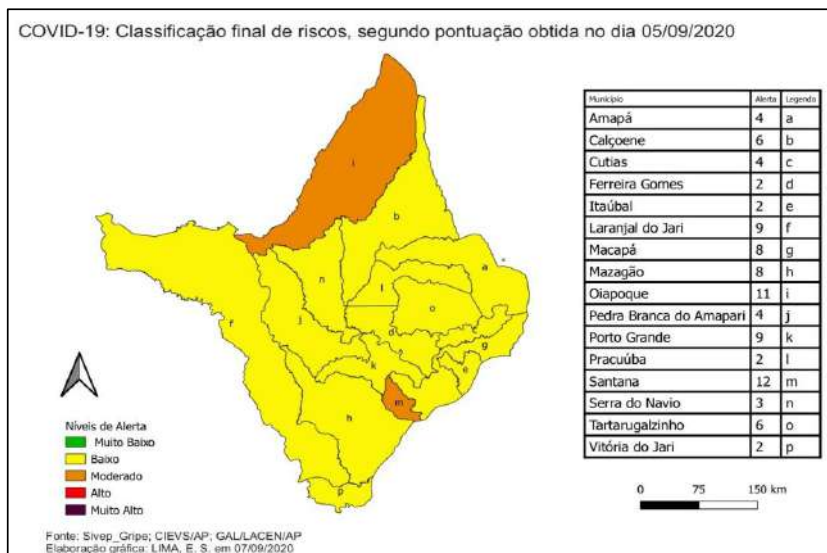 COVID-19: Classificação final de riscos, segundo pontuação obtida no dia 05/09/2020
Município Alerta Legenda
Amapá 4 a
Calçoene 6 b
Cutias 4 c
Ferreira Gomes 2 d
Itaúbal 2 e
Laranjal do Jari 9 f
Macapá 8 g
Mazagão 8 h
Oiapoque 11 i
Pedra Branca do Amapari 4 j
Porto Grande 9 k
Pracuúba 2 l
Santana 12 m
Serra do Navio 3 n
Tartarugalzinho 6 o
Vitória do Jari 2 p
i
b
a
n
l
o
f
j
d
g
k
e
m
h
p
Níveis de Alerta
Muito Baixo
Baixo
Moderado
Alto
Muito Alto
0 75 150 km
Fonte: Sivep_Gripe; CIEVS/AP; GAL/LACEN/AP
Elaboração gráfica: LIMA, E. S. em 07/09/2020